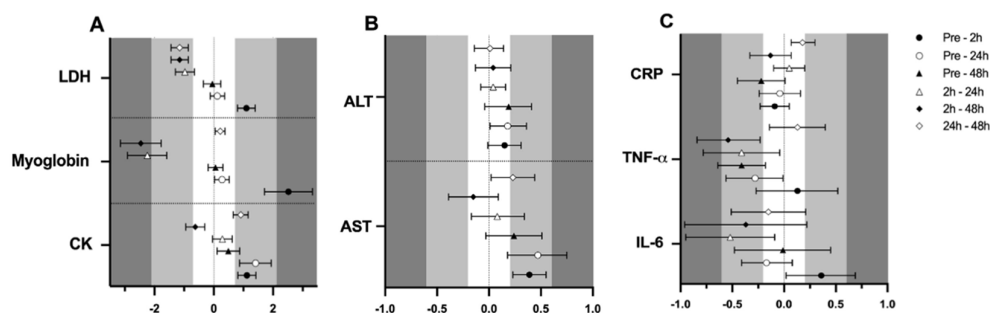 A
LDH
Myoglobin
CK
-2
0
2
B
ALT
AST
-1.0
-0.5
0.0
0.5
1.0
C
CRP
TNF-α
IL-6
-1.0
-0.5
0.0
0.5
1.0
Pre - 2h
Pre - 24h
Pre - 48h
2h - 24h
2h - 48h
24h - 48h